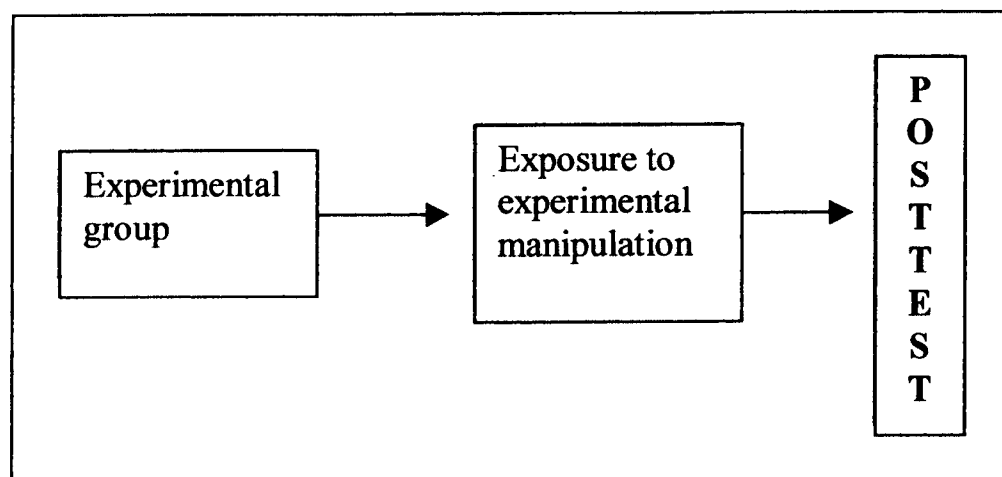 Experimental
group
Exposure to
experimental
manipulation
P
O
S
T
T
E
S
T